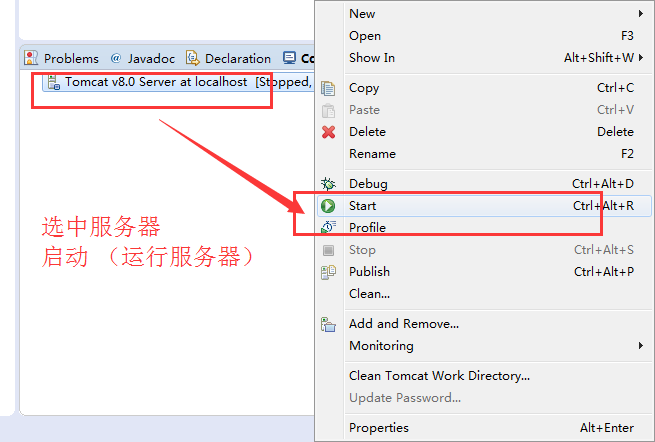 Problems @ Javadoc Declaration Co
Tomcat v8.0 Server at localhost [Stopped,
选中服务器
启动 （运行服务器）
New
Open F3
Show In Alt+Shift+W
Copy Ctrl+C
Paste Ctrl+V
Delete Delete
Rename F2
Debug Ctrl+Alt+D
Start Ctrl+Alt+R
Profile
Stop Ctrl+Alt+S
Publish Ctrl+Alt+P
Clean...
Add and Remove...
Monitoring
Clean Tomcat Work Directory...
Update Password...
Properties Alt+Enter